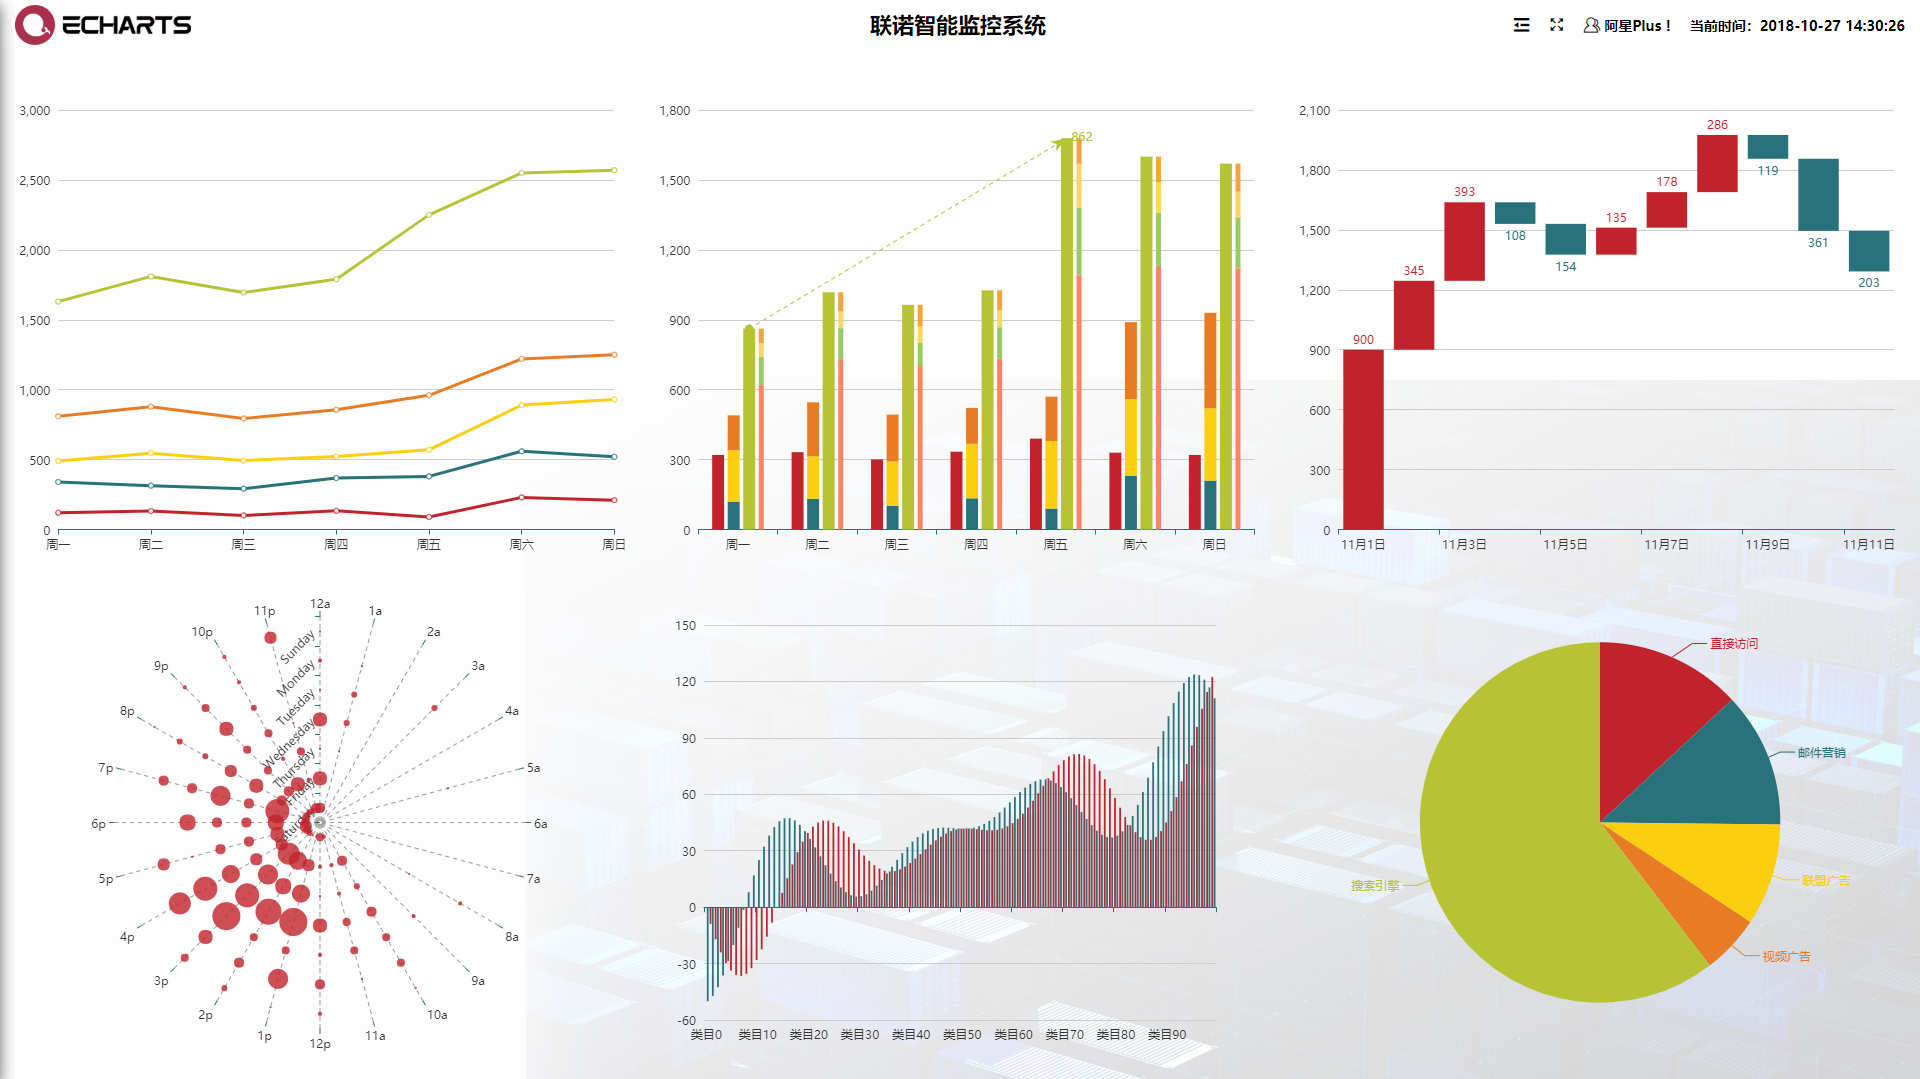 ECHARTS
联诺智能监控系统
阿星Plus！ 当前时间：2018-10-27 14:30:26
3,000
2,500
2,000
1,500
1,000
500
0
周一 周二 周三 周四 周五 周六 周日
1,800
1,500
1,200
900
600
300
0
862
周一 周二 周三 周四 周五 周六 周日
2,100
1,800
1,500
1,200
900
600
300
0
900
345
393
108
154
135
178
286
119
361
203
11月1日 11月3日 11月5日 11月7日 11月9日 11月11日
12a
1a
2a
3a
4a
5a
6a
7a
8a
9a
10a
11a
12p
1p
2p
3p
4p
5p
6p
7p
8p
9p
10p
11p
Sunday
Monday
Tuesday
Wednesday
Thursday
Friday
Saturday
150
120
90
60
30
0
-30
-60
类目0 类目10 类目20 类目30 类目40 类目50 类目60 类目70 类目80 类目90
直接访问
邮件营销
联盟广告
视频广告
搜索引擎